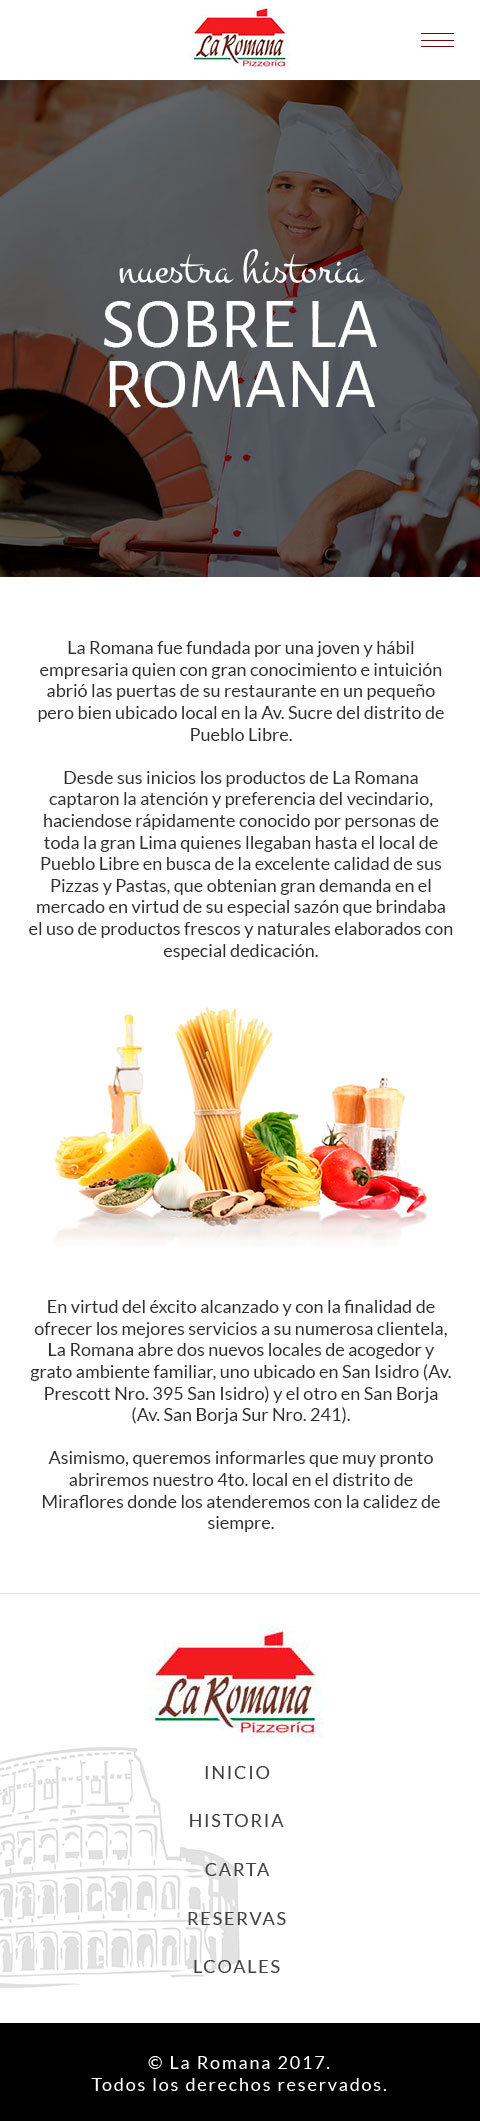 La Romana
Pizzería
nuestra historia
SOBRE LA
ROMANA
La Romana fue fundada por una joven y hábil
empresaria quien con gran conocimiento e intuición
abrió las puertas de su restaurante en un pequeño
pero bien ubicado local en la Av. Sucre del distrito de
Pueblo Libre.
Desde sus inicios los productos de La Romana
captaron la atención y preferencia del vecindario,
haciendose rápidamente conocido por personas de
toda la gran Lima quienes llegaban hasta el local de
Pueblo Libre en busca de la excelente calidad de sus
Pizzas y Pastas, que obtenian gran demanda en el
mercado en virtud de su especial sazón que brindaba
el uso de productos frescos y naturales elaborados con
especial dedicación.
En virtud del éxcito alcanzado y con la finalidad de
ofrecer los mejores servicios a su numerosa clientela,
La Romana abre dos nuevos locales de acogedor y
grato ambiente familiar, uno ubicado en San Isidro (Av.
Prescott Nro. 395 San Isidro) y el otro en San Borja
(Av. San Borja Sur Nro. 241).
Asimismo, queremos informarles que muy pronto
abriremos nuestro 4to. local en el distrito de
Miraflores donde los atenderemos con la calidez de
siempre.
La Romana
Pizzería
INICIO
HISTORIA
CARTA
RESERVAS
LCOALES
© La Romana 2017.
Todos los derechos reservados.